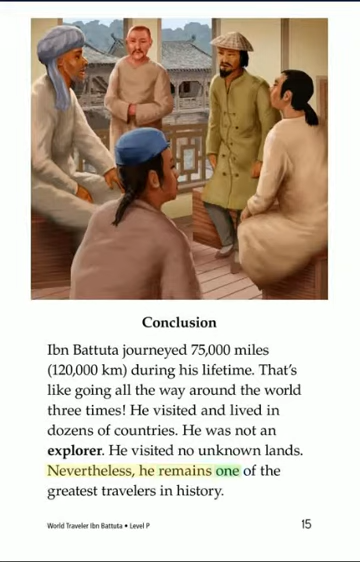 Conclusion
Ibn Battuta journeyed 75,000 miles
(120,000 km) during his lifetime. That’s
like going all the way around the world
three times! He visited and lived in
dozens of countries. He was not an
explorer. He visited no unknown lands.
Nevertheless, he remains one of the
greatest travelers in history.
World Traveler Ibn Battuta • Level P
15